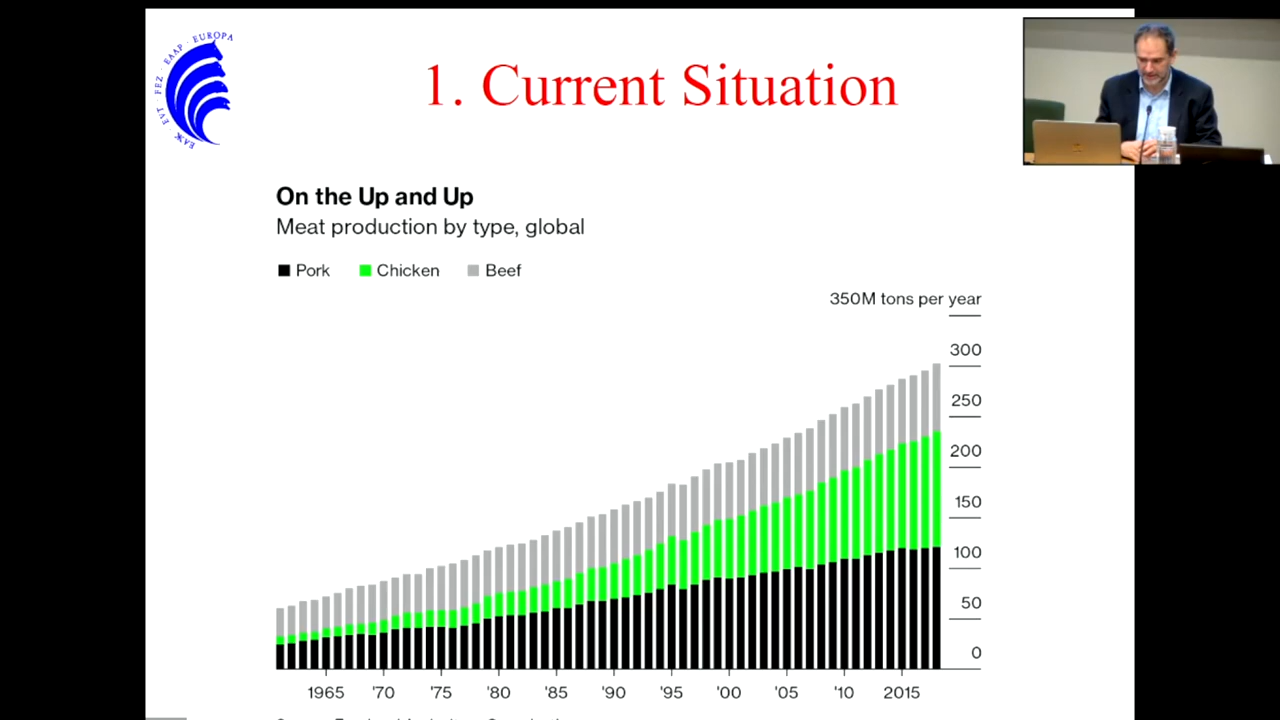 EAЖ · EVT · FEZ · EAAP · EUROPA
1. Current Situation
On the Up and Up
Meat production by type, global
Pork Chicken Beef
350M tons per year
300
250
200
150
100
50
0
1965 '70 '75 '80 '85 '90 '95 '00 '05 '10 2015